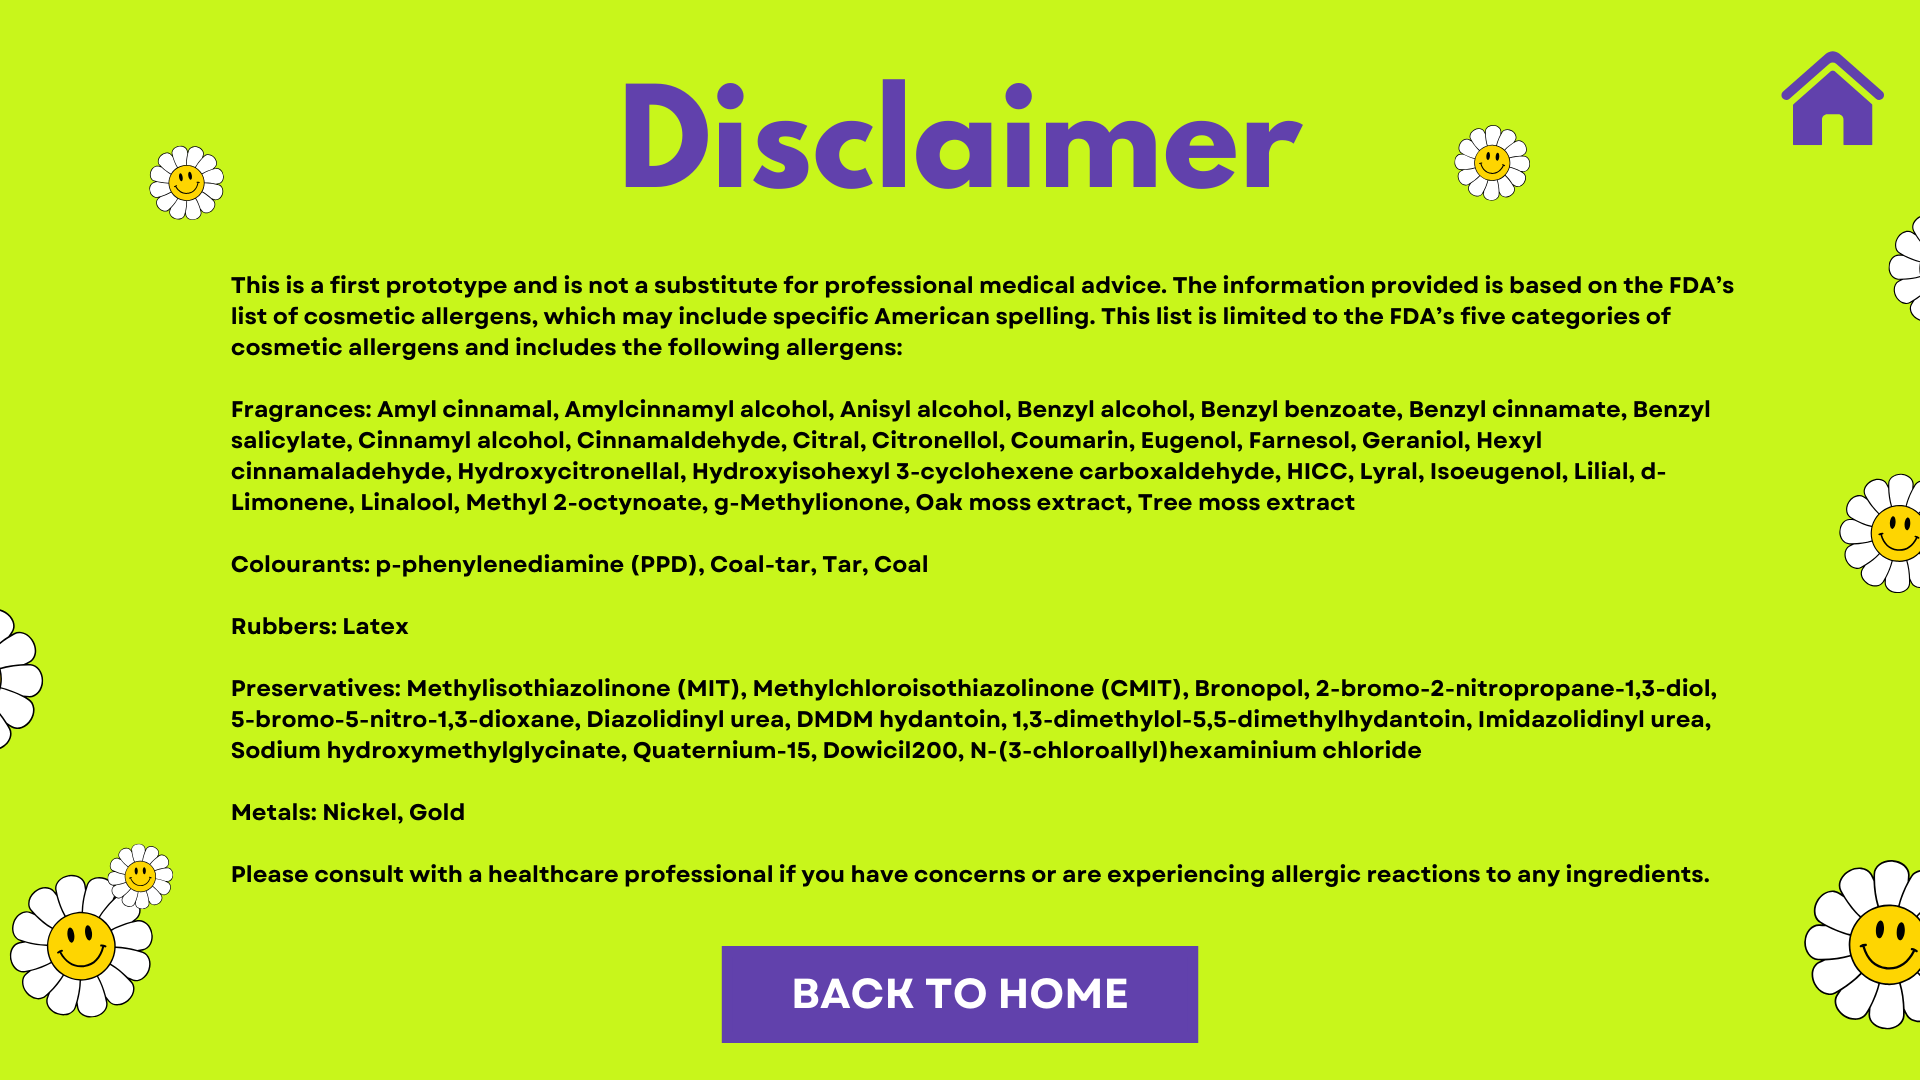 Disclaimer
This is a first prototype and is not a substitute for professional medical advice. The information provided is based on the FDA’s
list of cosmetic allergens, which may include specific American spelling. This list is limited to the FDA’s five categories of
cosmetic allergens and includes the following allergens:
Fragrances: Amyl cinnamal, Amylcinnamyl alcohol, Anisyl alcohol, Benzyl alcohol, Benzyl benzoate, Benzyl cinnamate, Benzyl
salicylate, Cinnamyl alcohol, Cinnamaldehyde, Citral, Citronellol, Coumarin, Eugenol, Farnesol, Geraniol, Hexyl
cinnamaladehyde, Hydroxycitronellal, Hydroxyisohexyl 3-cyclohexene carboxaldehyde, HICC, Lyral, Isoeugenol, Lilial, d-
Limonene, Linalool, Methyl 2-octynoate, g-Methylionone, Oak moss extract, Tree moss extract
Colourants: p-phenylenediamine (PPD), Coal-tar, Tar, Coal
Rubbers: Latex
Preservatives: Methylisothiazolinone (MIT), Methylchloroisothiazolinone (CMIT), Bronopol, 2-bromo-2-nitropropane-1,3-diol,
5-bromo-5-nitro-1,3-dioxane, Diazolidinyl urea, DMDM hydantoin, 1,3-dimethylol-5,5-dimethylhydantoin, Imidazolidinyl urea,
Sodium hydroxymethylglycinate, Quaternium-15, Dowicil200, N-(3-chloroallyl)hexaminium chloride
Metals: Nickel, Gold
Please consult with a healthcare professional if you have concerns or are experiencing allergic reactions to any ingredients.
BACK TO HOME